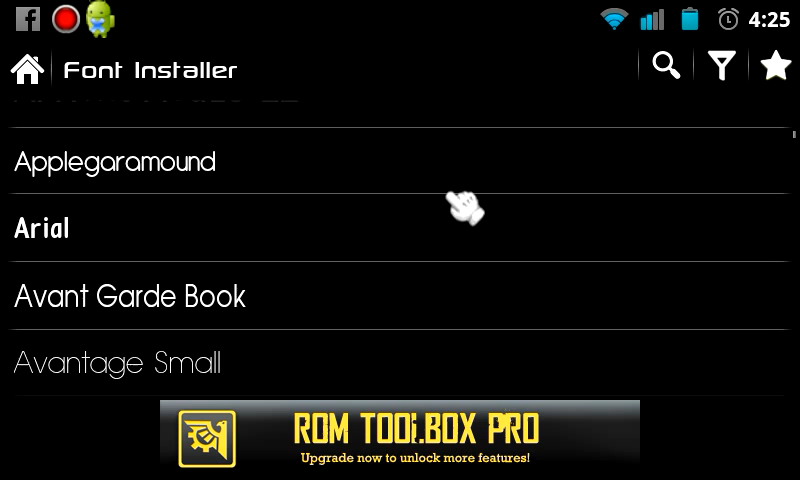 4:25
Font Installer
Applegaramound
Arial
Avant Garde Book
Avantage Small
ROM TOOLBOX PRO
Upgrade now to unlock more features!